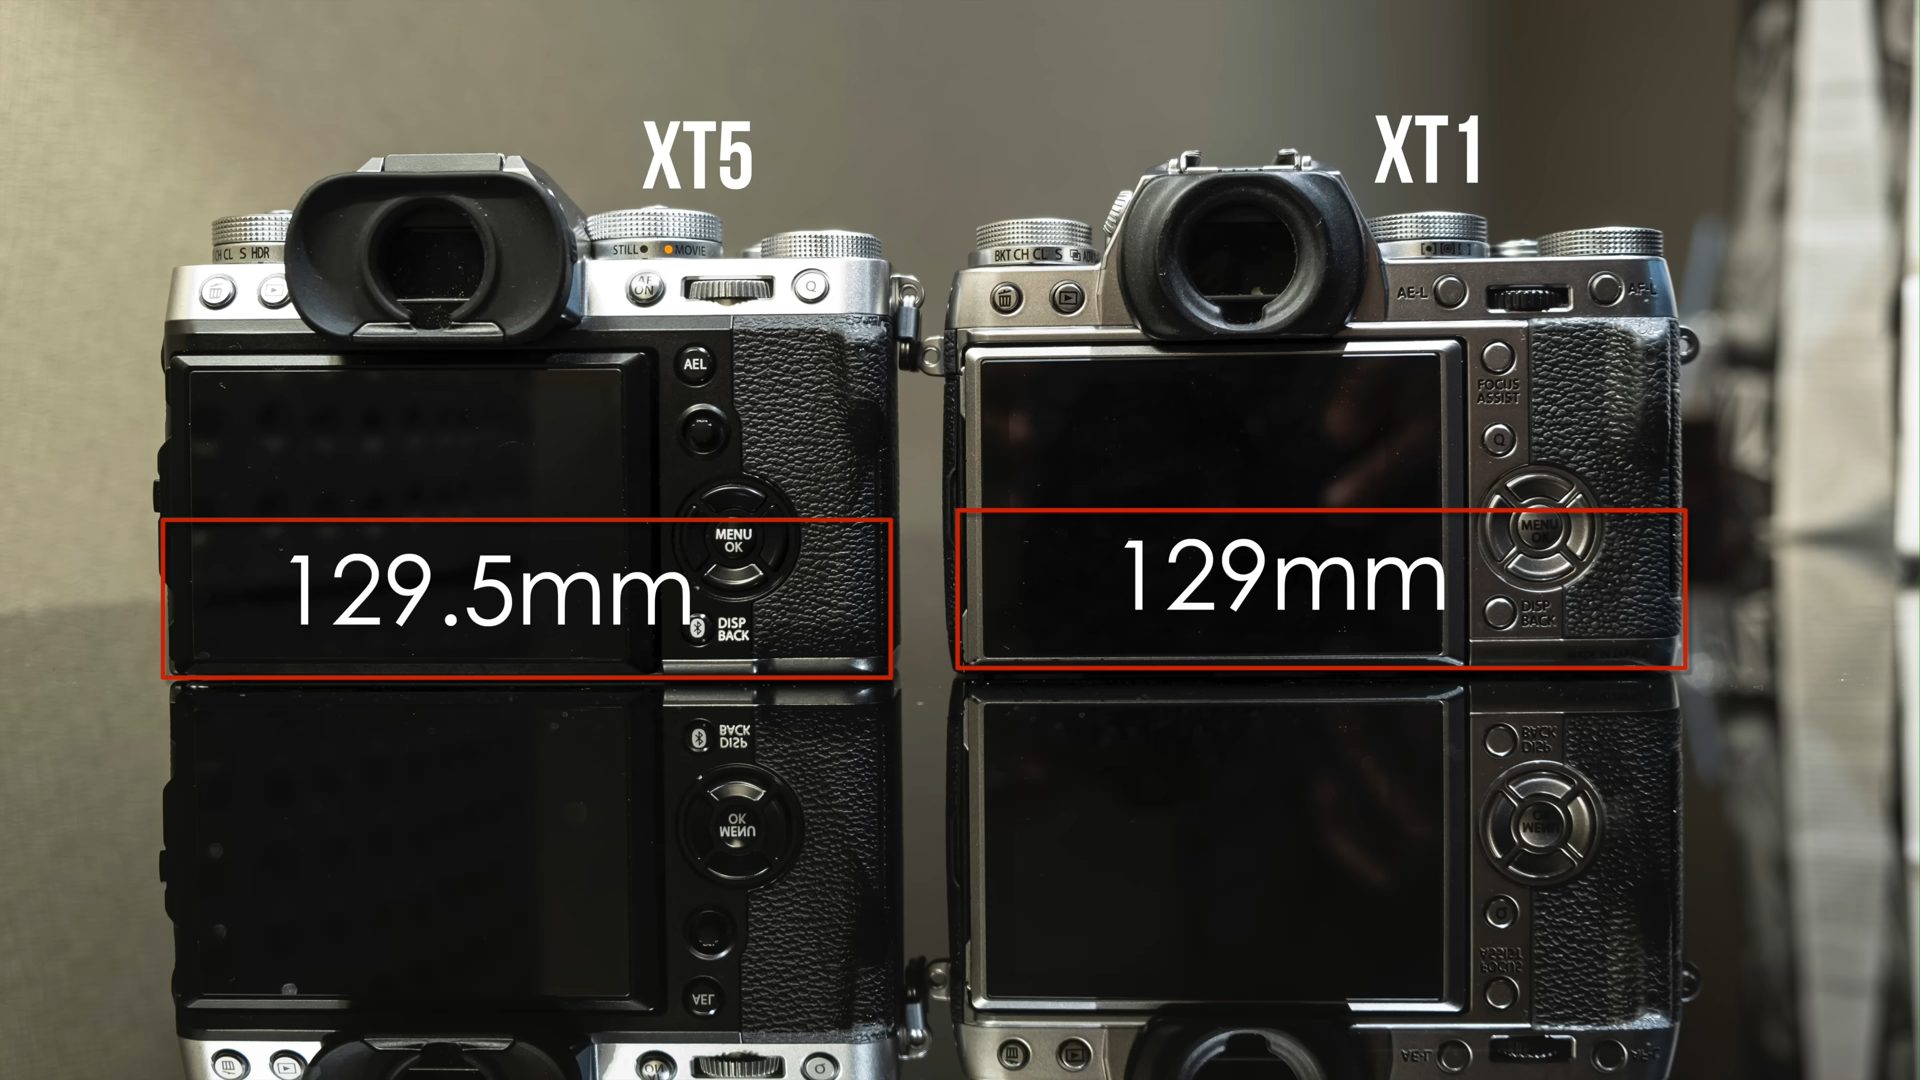 XT5
XT1
CH CL S HDR
STILL MOVIE
BKT CH CL S
AF ON
Q
AE-L
AF-L
AEL
FOCUS
ASSIST
Q
MENU
OK
MENU
OK
129.5mm
129mm
DISP
BACK
DISP
BACK